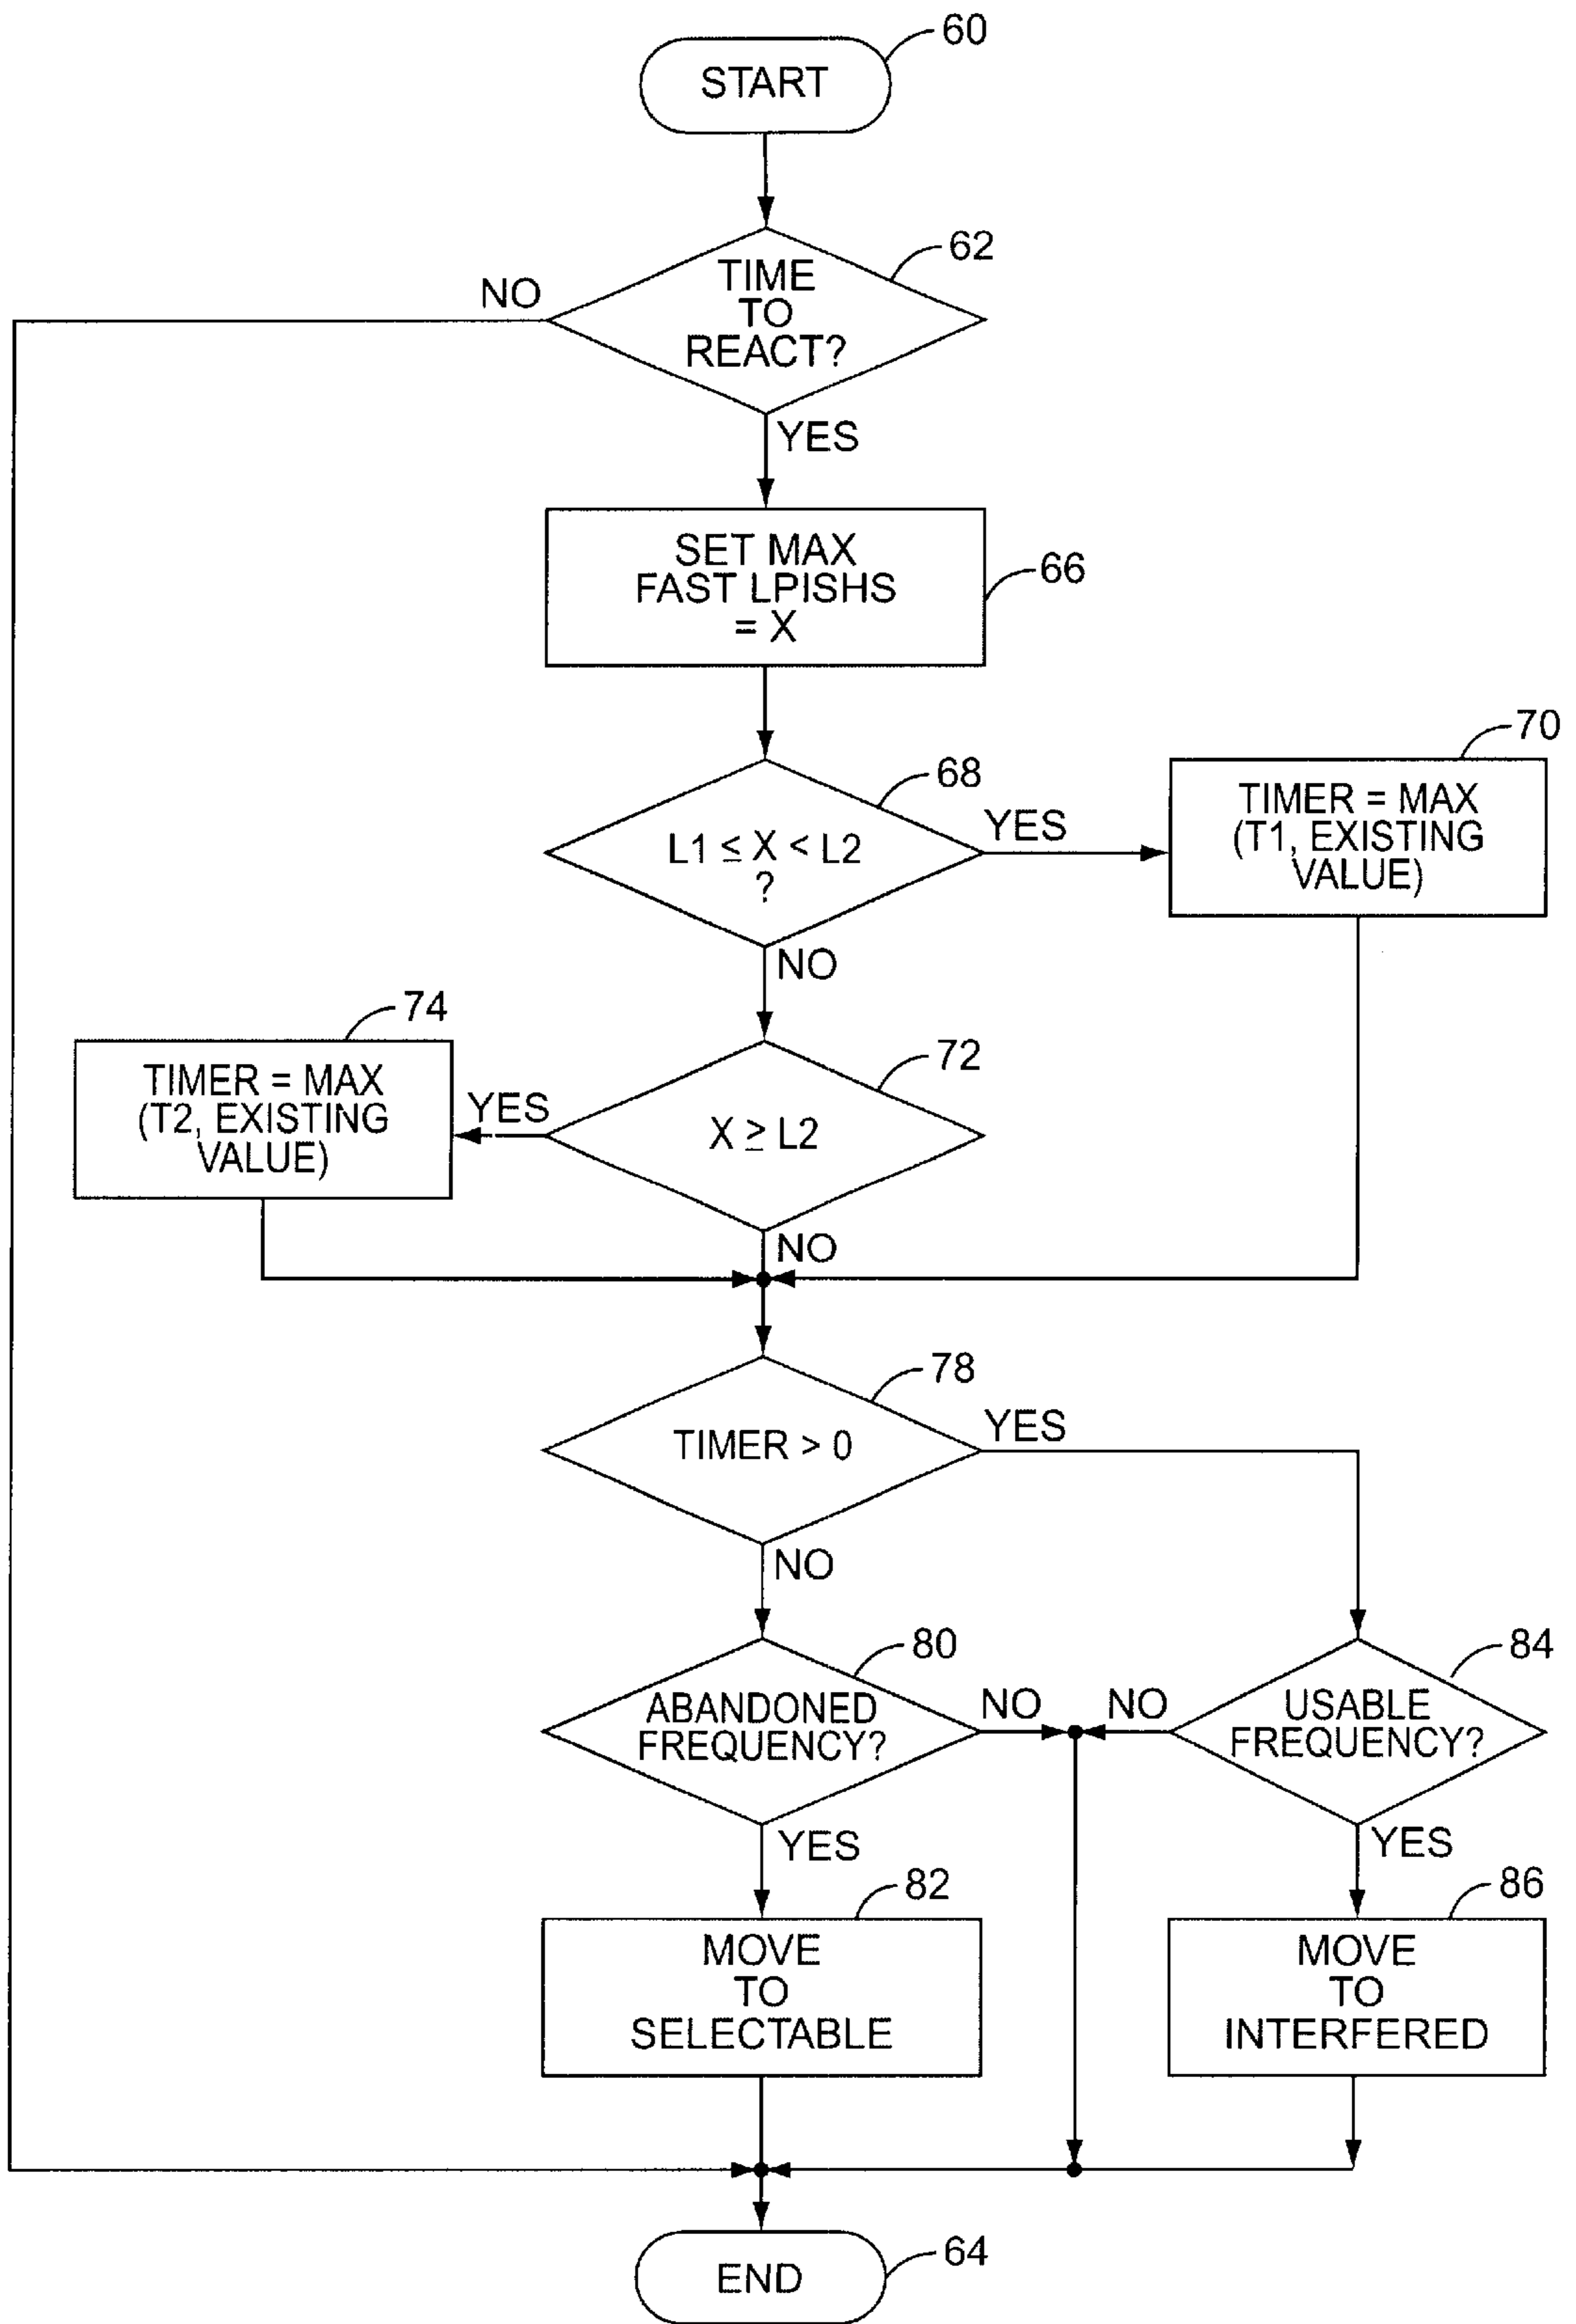 60
START
62
TIME
TO
REACT?
NO
YES
SET MAX
FAST LPISHS
= X
66
68
L1 ≤ X < L2
?
YES
70
TIMER = MAX
(T1, EXISTING
VALUE)
NO
74
TIMER = MAX
(T2, EXISTING
VALUE)
YES
72
X ≥ L2
NO
78
TIMER > 0
YES
NO
80
ABANDONED
FREQUENCY?
NO
NO
84
USABLE
FREQUENCY?
YES
YES
82
MOVE
TO
SELECTABLE
86
MOVE
TO
INTERFERED
END
64